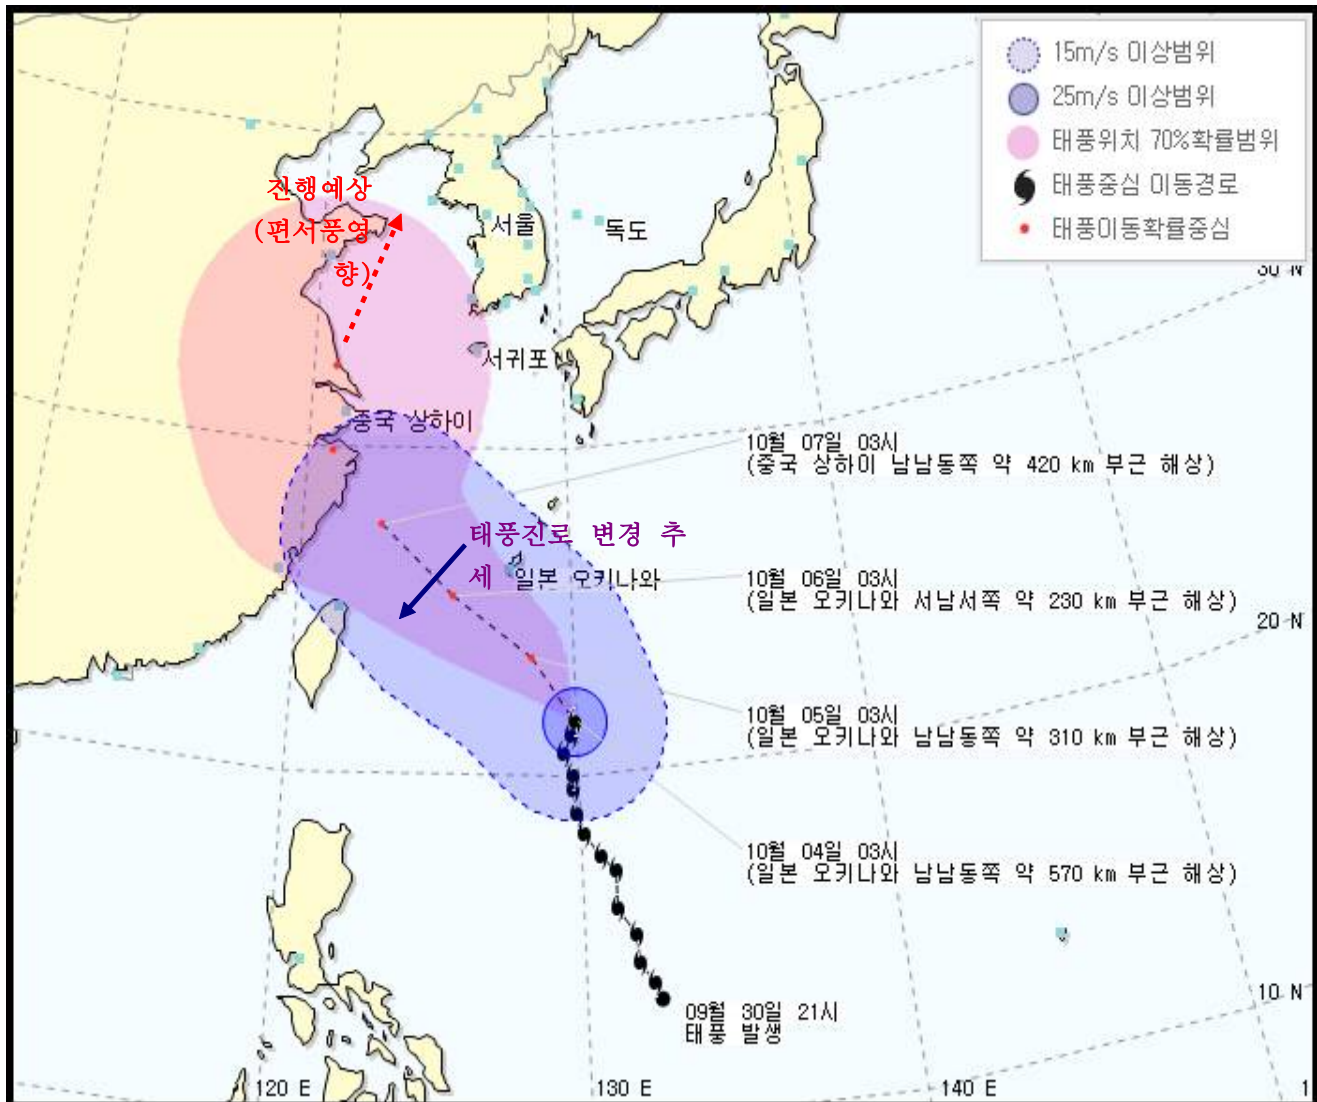 15m/s 이상범위
25m/s 이상범위
태풍위치 70%확률범위
태풍중심 이동경로
태풍이동확률중심
진행예상
(편서풍영
향)
서울
독도
30 N
서귀포
중국 상하이
10월 07일 03시
(중국 상하이 남남동쪽 약 420 km 부근 해상)
태풍진로 변경 추
세
일본 오키나와
10월 06일 03시
(일본 오키나와 서남서쪽 약 230 km 부근 해상)
20 N
10월 05일 03시
(일본 오키나와 남남동쪽 약 310 km 부근 해상)
10월 04일 03시
(일본 오키나와 남남동쪽 약 570 km 부근 해상)
10 N
09월 30일 21시
태풍 발생
120 E
130 E
140 E
1